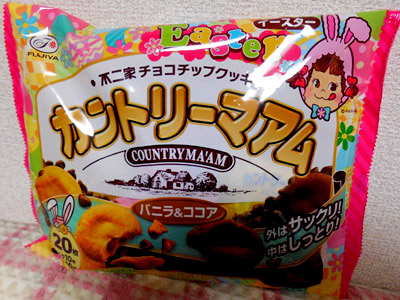 FUJIYA
Easter
イースター
不二家 チョコチップクッキー
カントリーマアム
COUNTRY MA'AM
バニラ&ココア
外はサックリ!
中はしっとり!
20枚